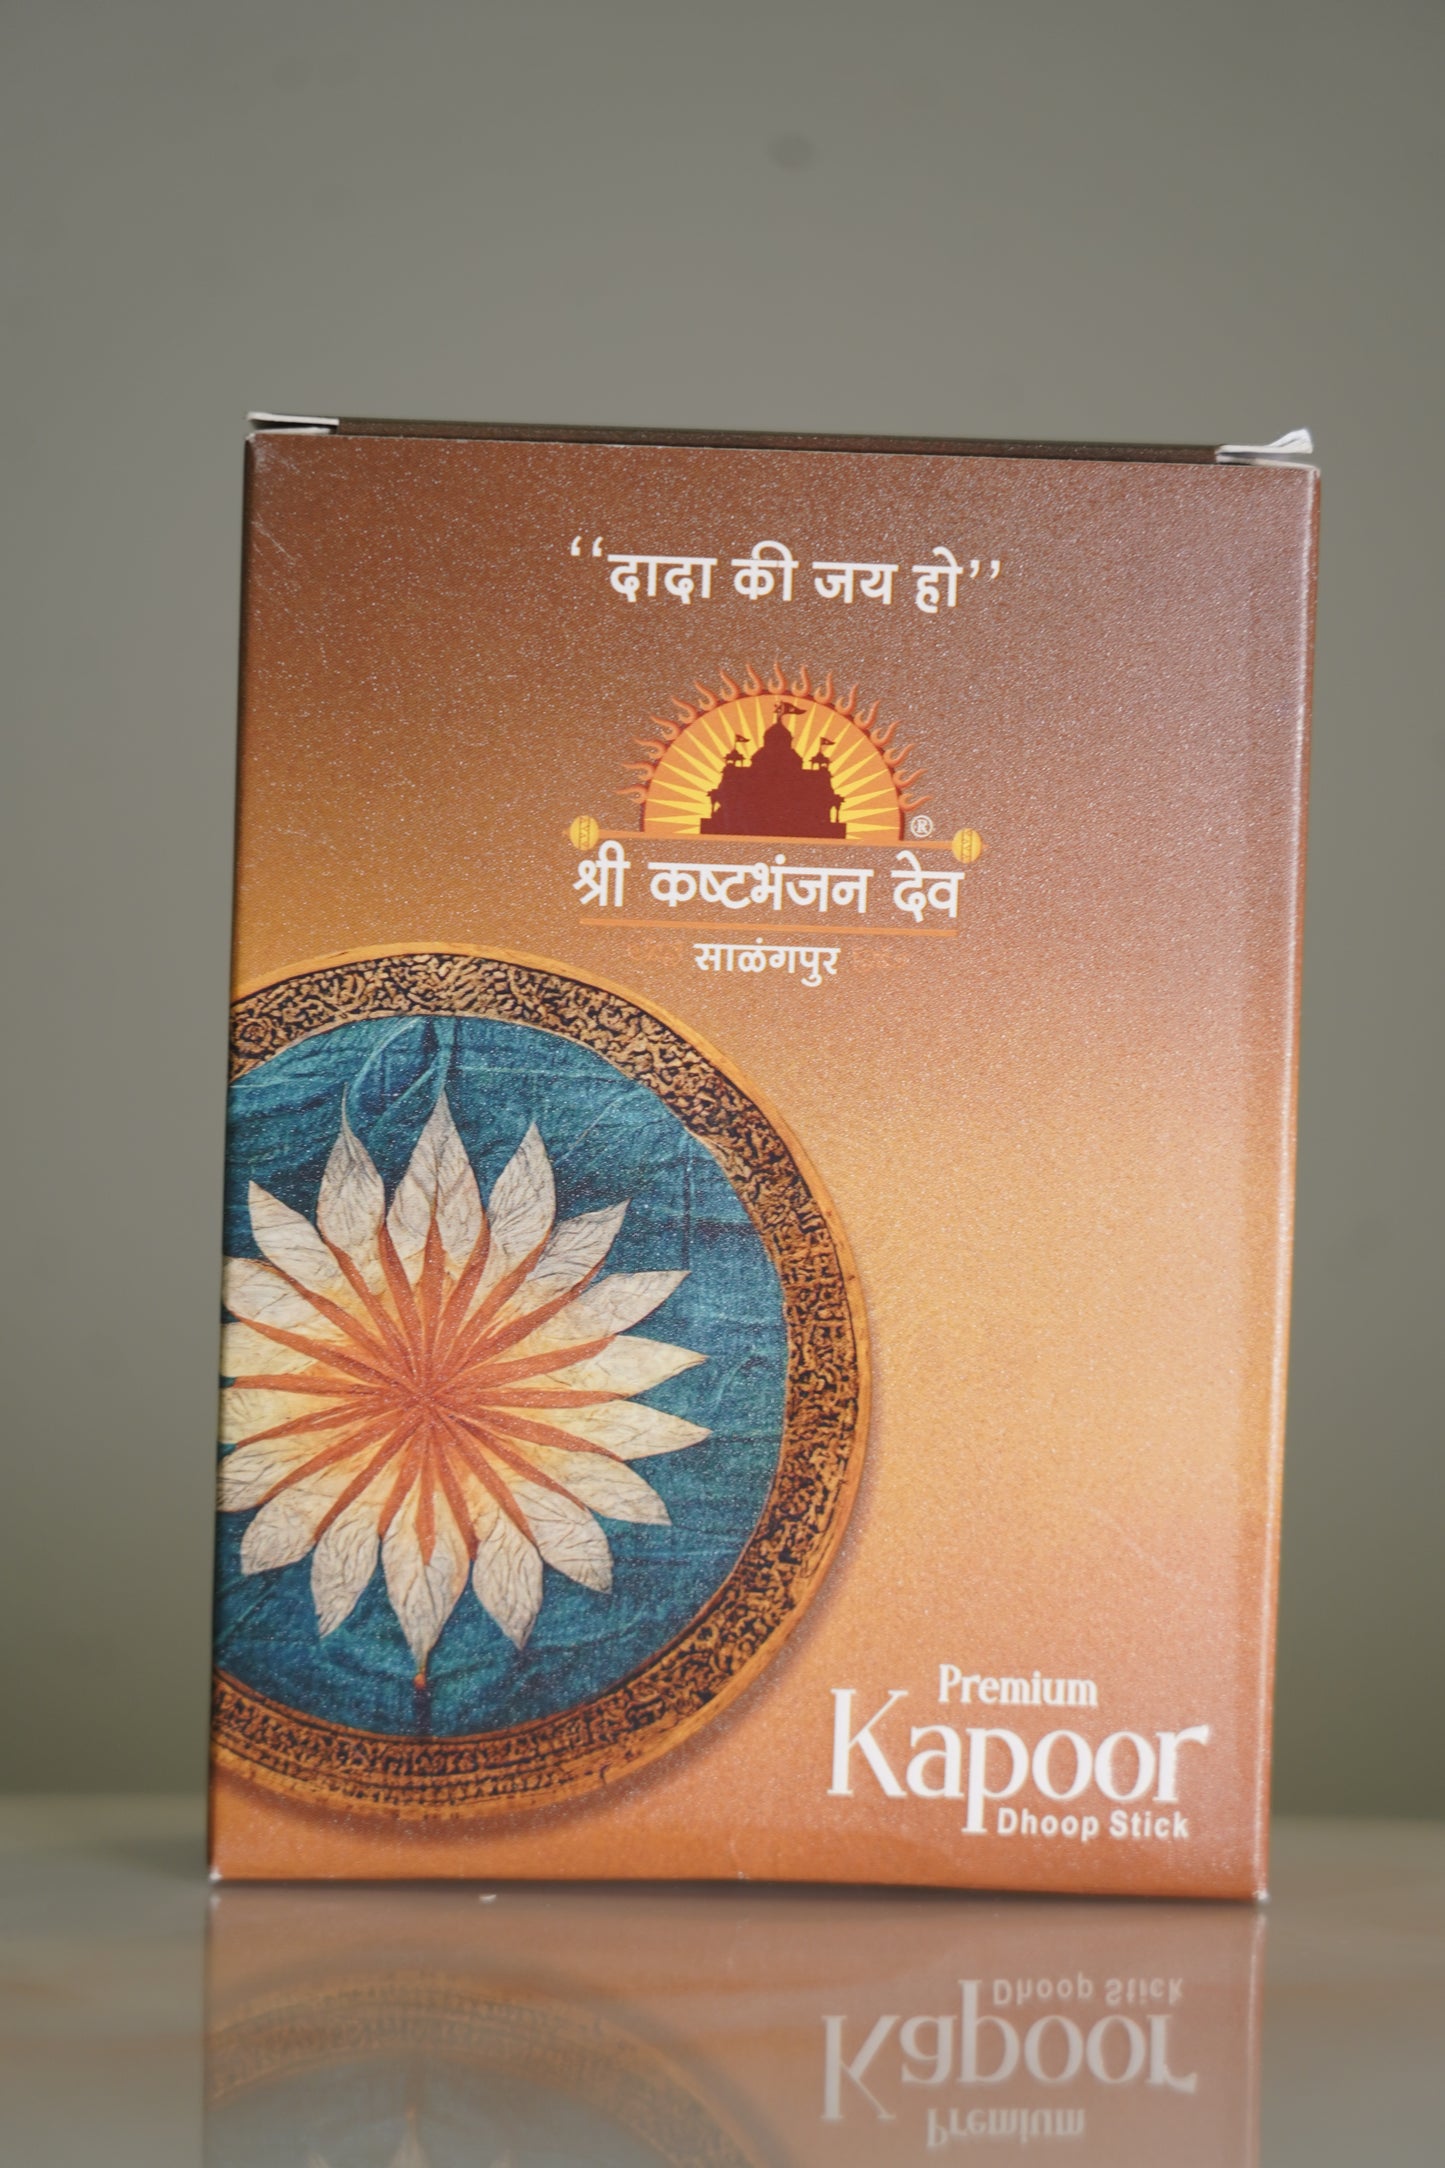 ‘‘दादा की जय हो’’
®
श्री कष्टभंजन देव
साळंगपुर
Premium
Kapoor
Dhoop Stick